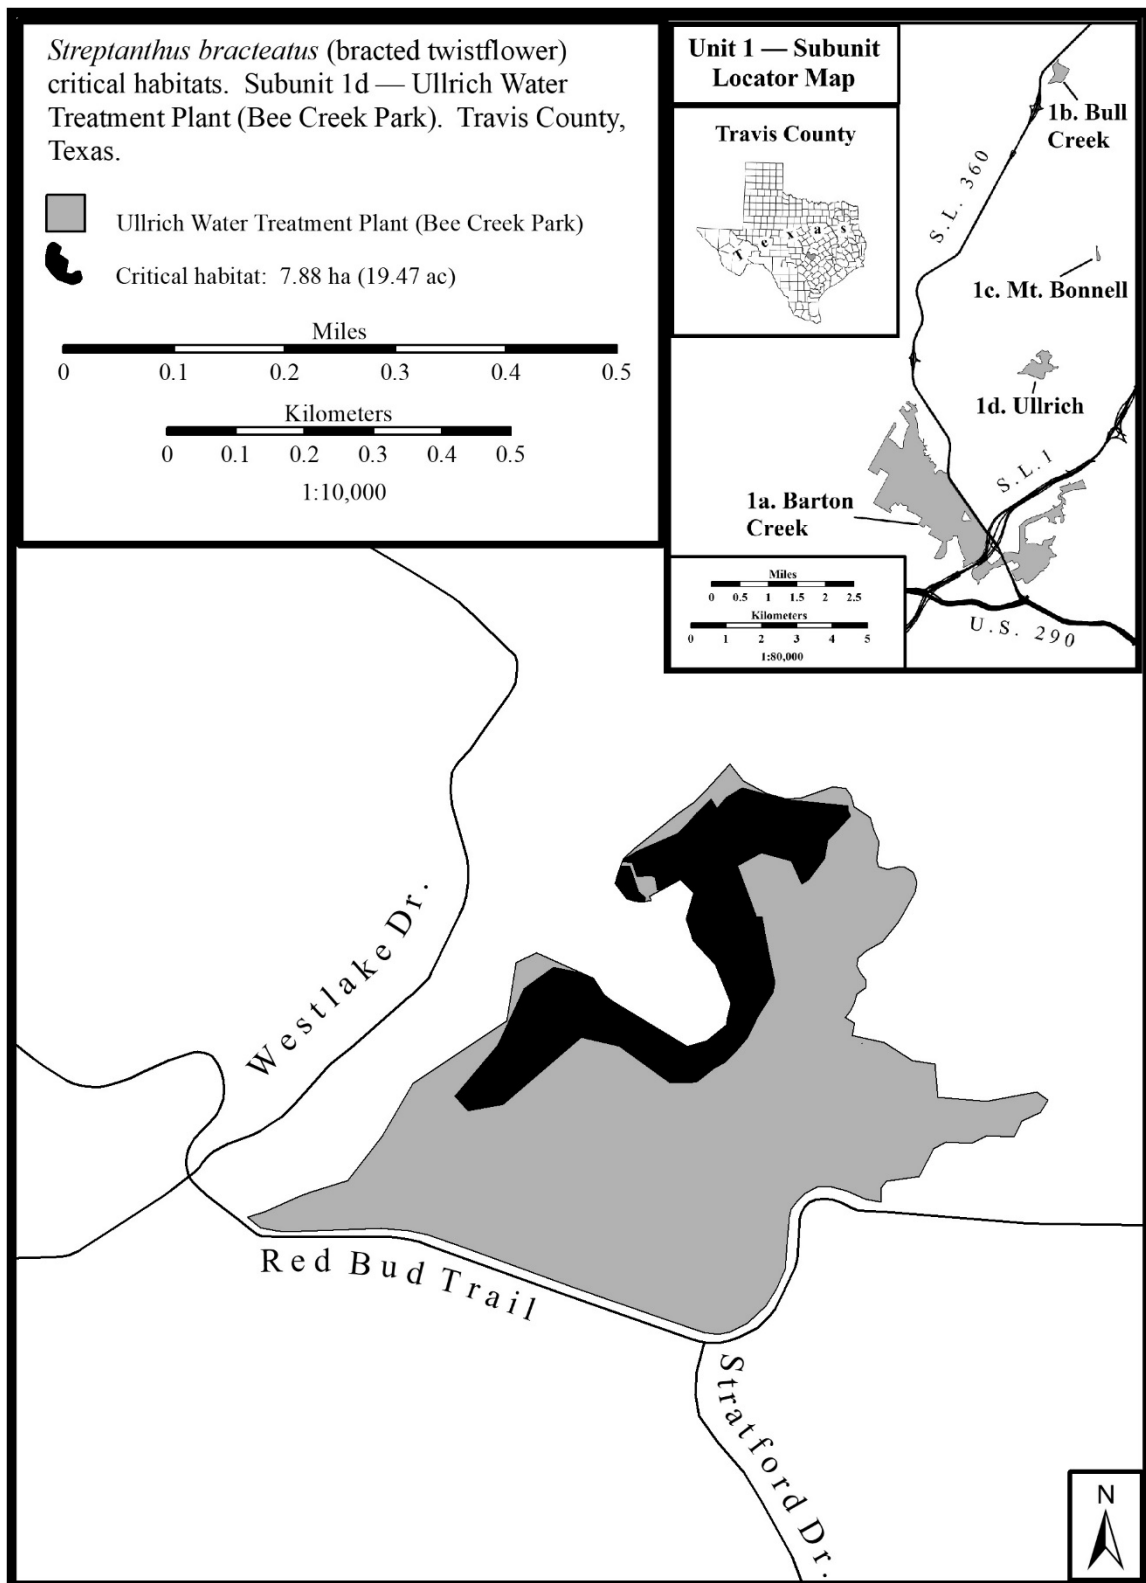 Streptanthus bracteatus (bracted twistflower)
critical habitats. Subunit 1d — Ullrich Water
Treatment Plant (Bee Creek Park). Travis County,
Texas.
Ullrich Water Treatment Plant (Bee Creek Park)
Critical habitat: 7.88 ha (19.47 ac)
Miles
0 0.1 0.2 0.3 0.4 0.5
Kilometers
0 0.1 0.2 0.3 0.4 0.5
1:10,000
Unit 1 — Subunit
Locator Map
Travis County
T e x a s
1b. Bull
Creek
S.L. 360
1c. Mt. Bonnell
1d. Ullrich
S.L. 1
1a. Barton
Creek
U.S. 290
Miles
0 0.5 1 1.5 2 2.5
Kilometers
0 1 2 3 4 5
1:80,000
Westlake Dr.
Red Bud Trail
Stratford Dr.
N